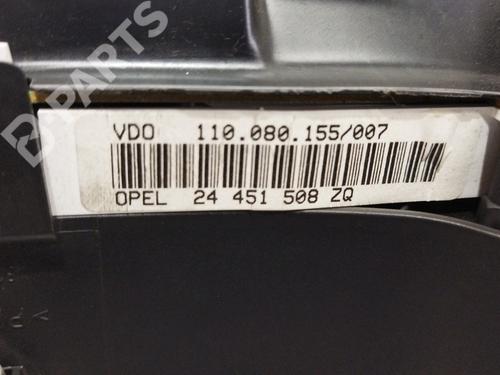 B-PARTS
VDO 110.080.155/007
OPEL 24 451 508 ZQ